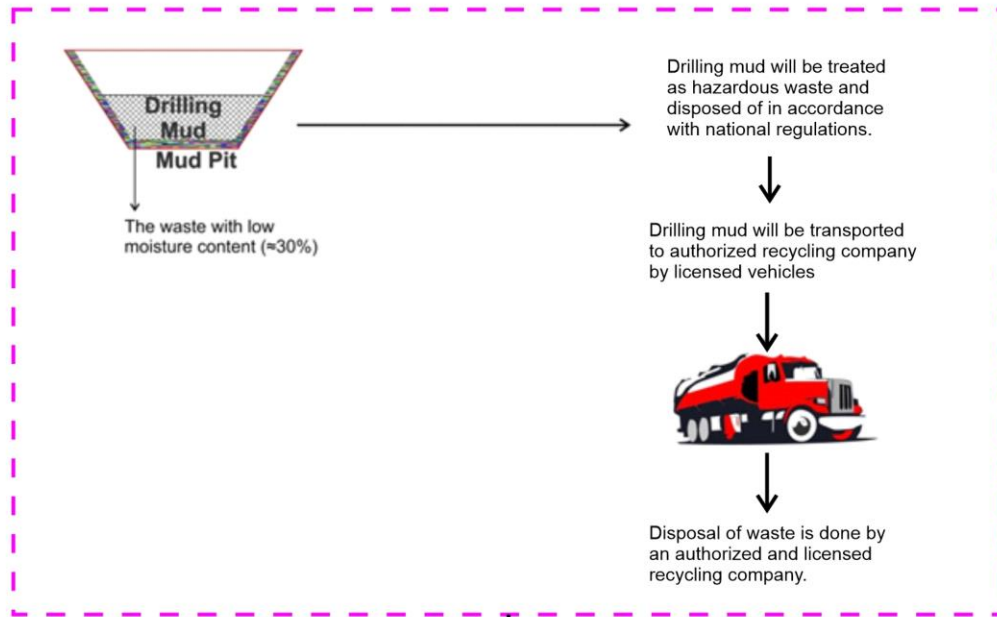 Drilling
Mud
Mud Pit
The waste with low
moisture content (≈30%)
Drilling mud will be treated
as hazardous waste and
disposed of in accordance
with national regulations.
Drilling mud will be transported
to authorized recycling company
by licensed vehicles
Disposal of waste is done by
an authorized and licensed
recycling company.